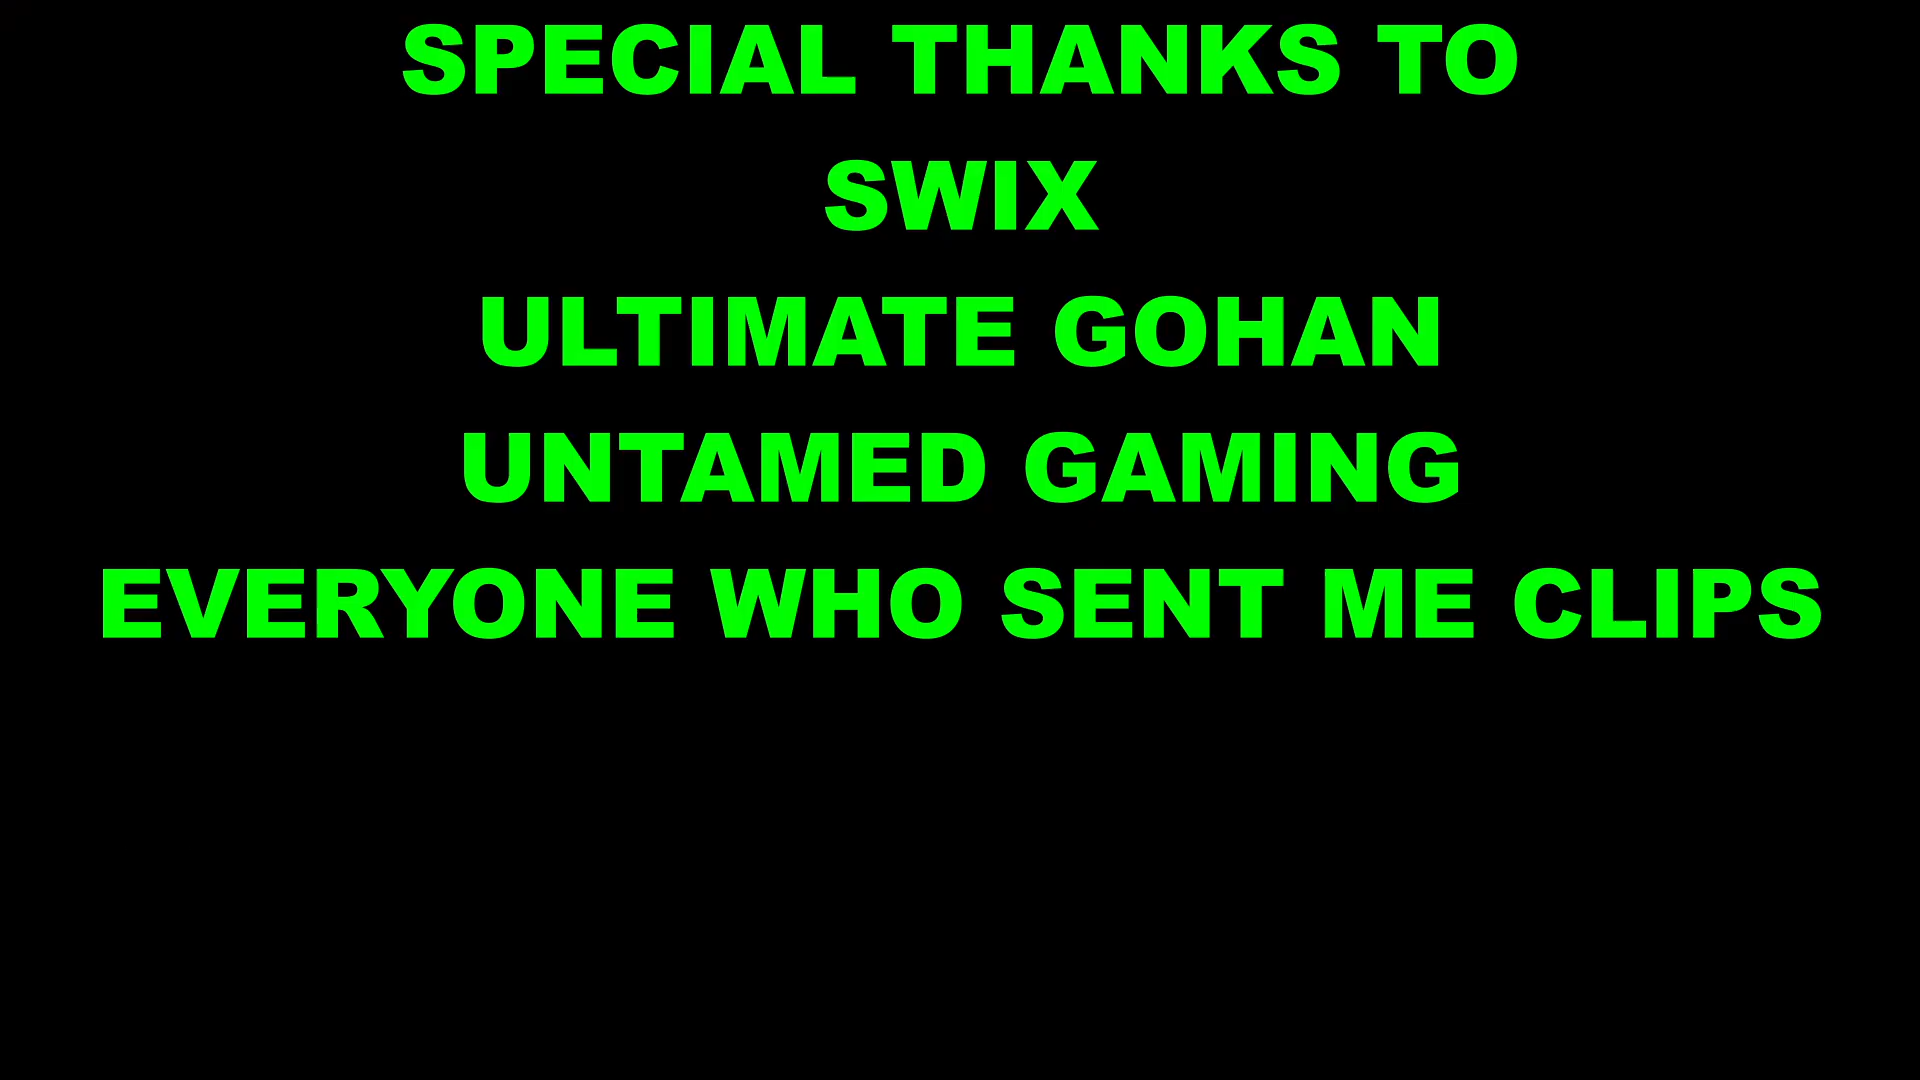 SPECIAL THANKS TO
SWIX
ULTIMATE GOHAN
UNTAMED GAMING
EVERYONE WHO SENT ME CLIPS